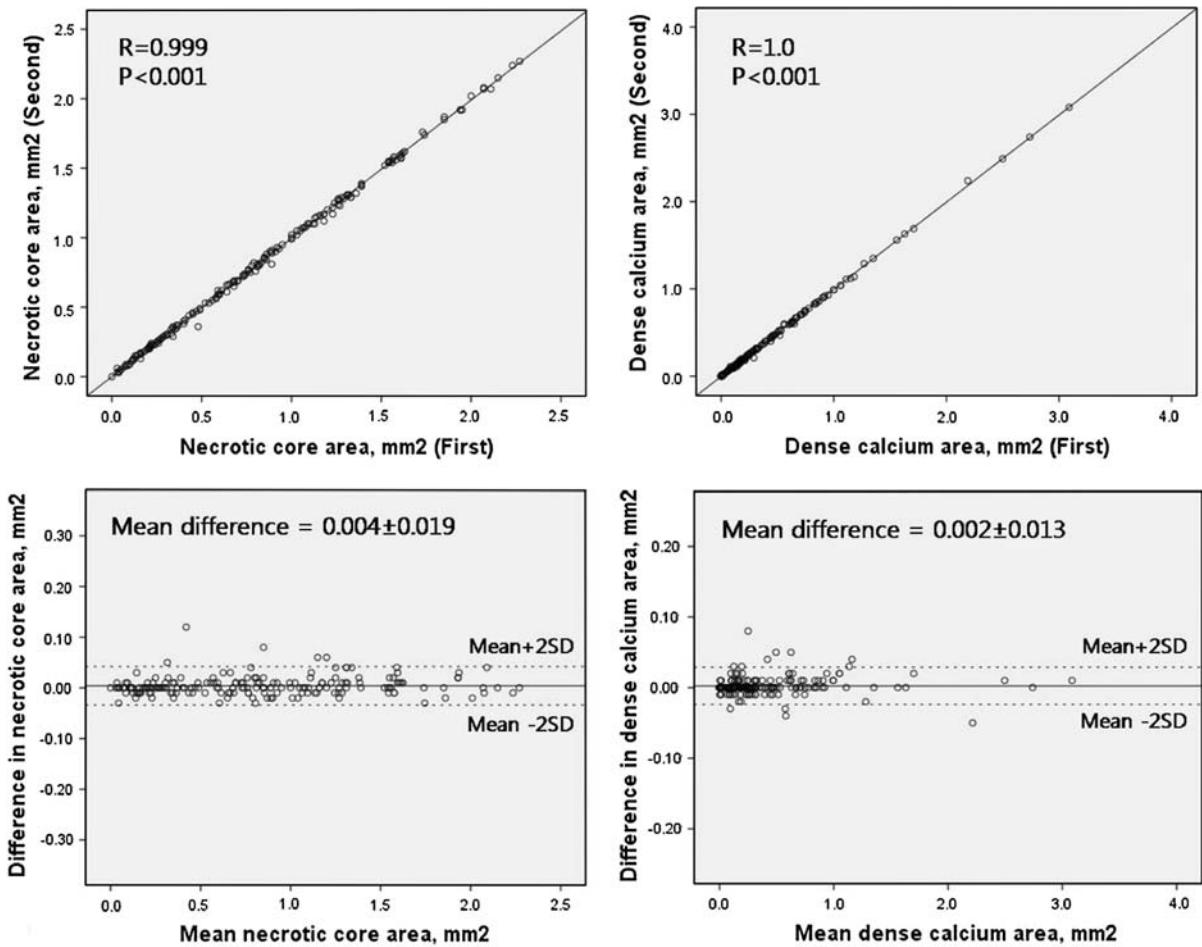 R=0.999
P<0.001
Necrotic core area, mm2 (Second)
2.5
2.0
1.5
1.0
0.5
0.0
0.0 0.5 1.0 1.5 2.0 2.5
Necrotic core area, mm2 (First)
R=1.0
P<0.001
Dense calcium area, mm2 (Second)
4.0
3.0
2.0
1.0
0.0
0.0 1.0 2.0 3.0 4.0
Dense calcium area, mm2 (First)
Mean difference = 0.004±0.019
Difference in necrotic core area, mm2
0.30
0.20
0.10
0.00
-0.10
-0.20
-0.30
Mean+2SD
Mean -2SD
0.0 0.5 1.0 1.5 2.0 2.5
Mean necrotic core area, mm2
Mean difference = 0.002±0.013
Difference in dense calcium area, mm2
0.20
0.10
0.00
-0.10
-0.20
Mean+2SD
Mean -2SD
0.0 1.0 2.0 3.0 4.0
Mean dense calcium area, mm2